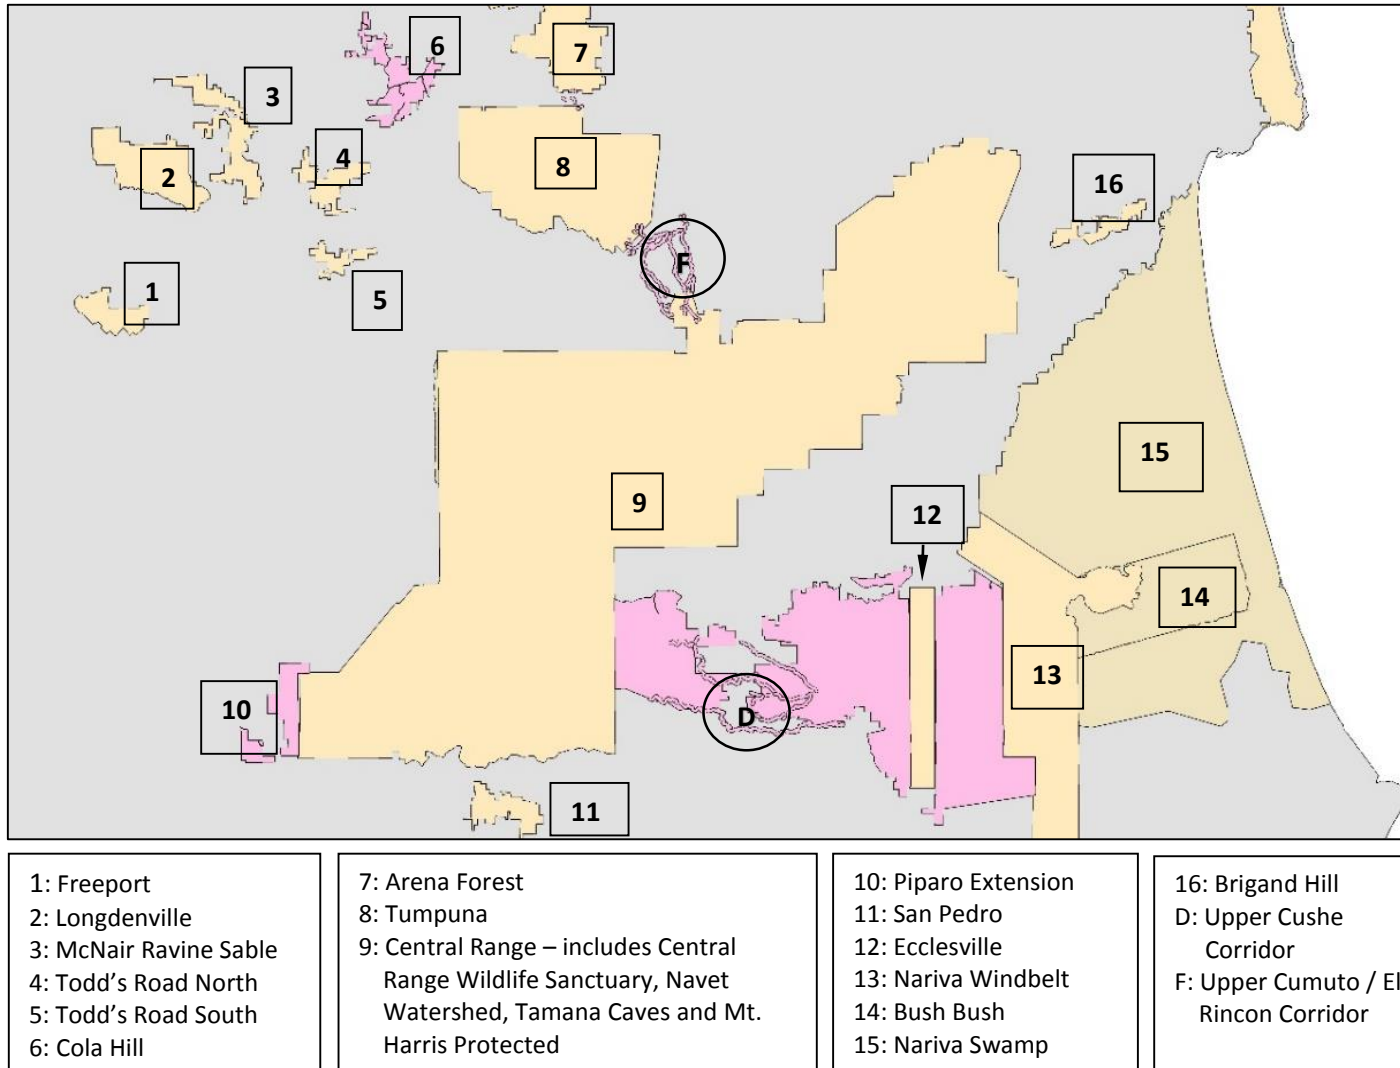 6
7
3
4
2
8
16
F
1
5
15
9
12
14
13
10
D
11
1: Freeport
2: Longdenville
3: McNair Ravine Sable
4: Todd’s Road North
5: Todd’s Road South
6: Cola Hill
7: Arena Forest
8: Tumpuna
9: Central Range – includes Central
Range Wildlife Sanctuary, Navet
Watershed, Tamana Caves and Mt.
Harris Protected
10: Piparo Extension
11: San Pedro
12: Ecclesville
13: Nariva Windbelt
14: Bush Bush
15: Nariva Swamp
16: Brigand Hill
D: Upper Cushe
Corridor
F: Upper Cumuto / El
Rincon Corridor